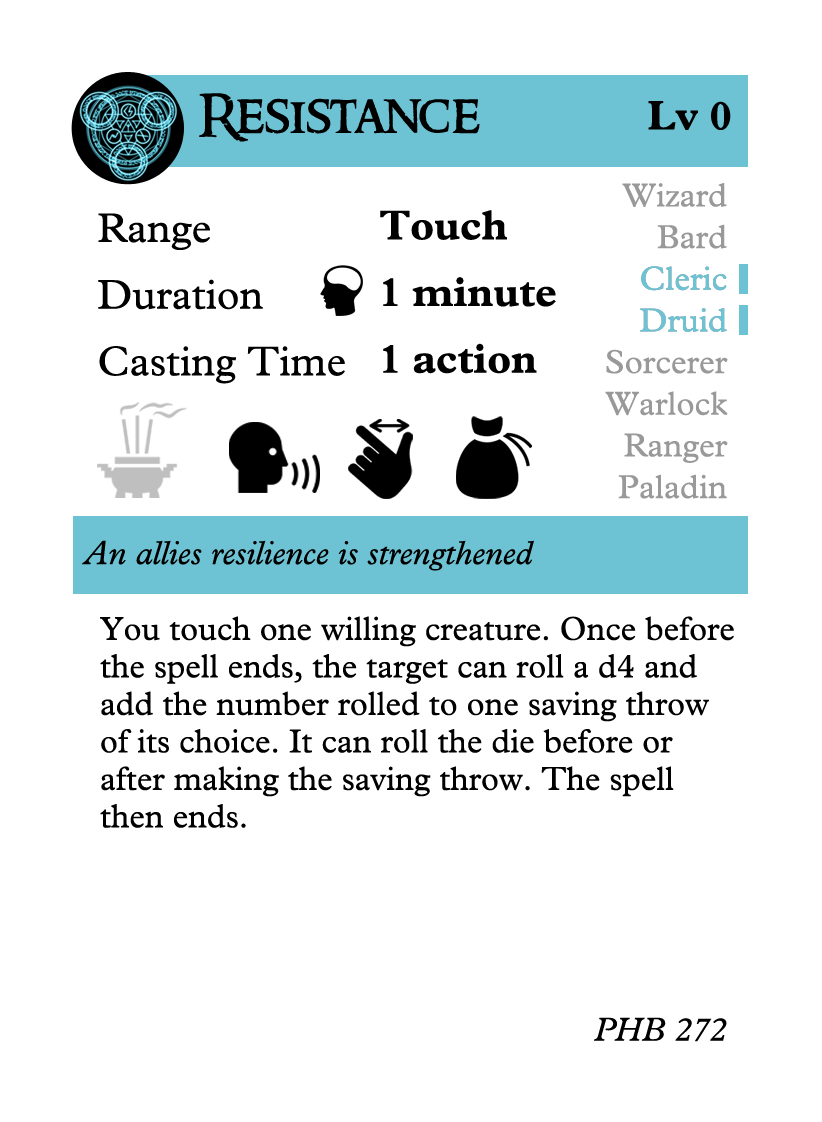 RESISTANCE
Lv 0
Range Touch
Duration 1 minute
Casting Time 1 action
Wizard
Bard
Cleric
Druid
Sorcerer
Warlock
Ranger
Paladin
An allies resilience is strengthened
You touch one willing creature. Once before
the spell ends, the target can roll a d4 and
add the number rolled to one saving throw
of its choice. It can roll the die before or
after making the saving throw. The spell
then ends.
PHB 272